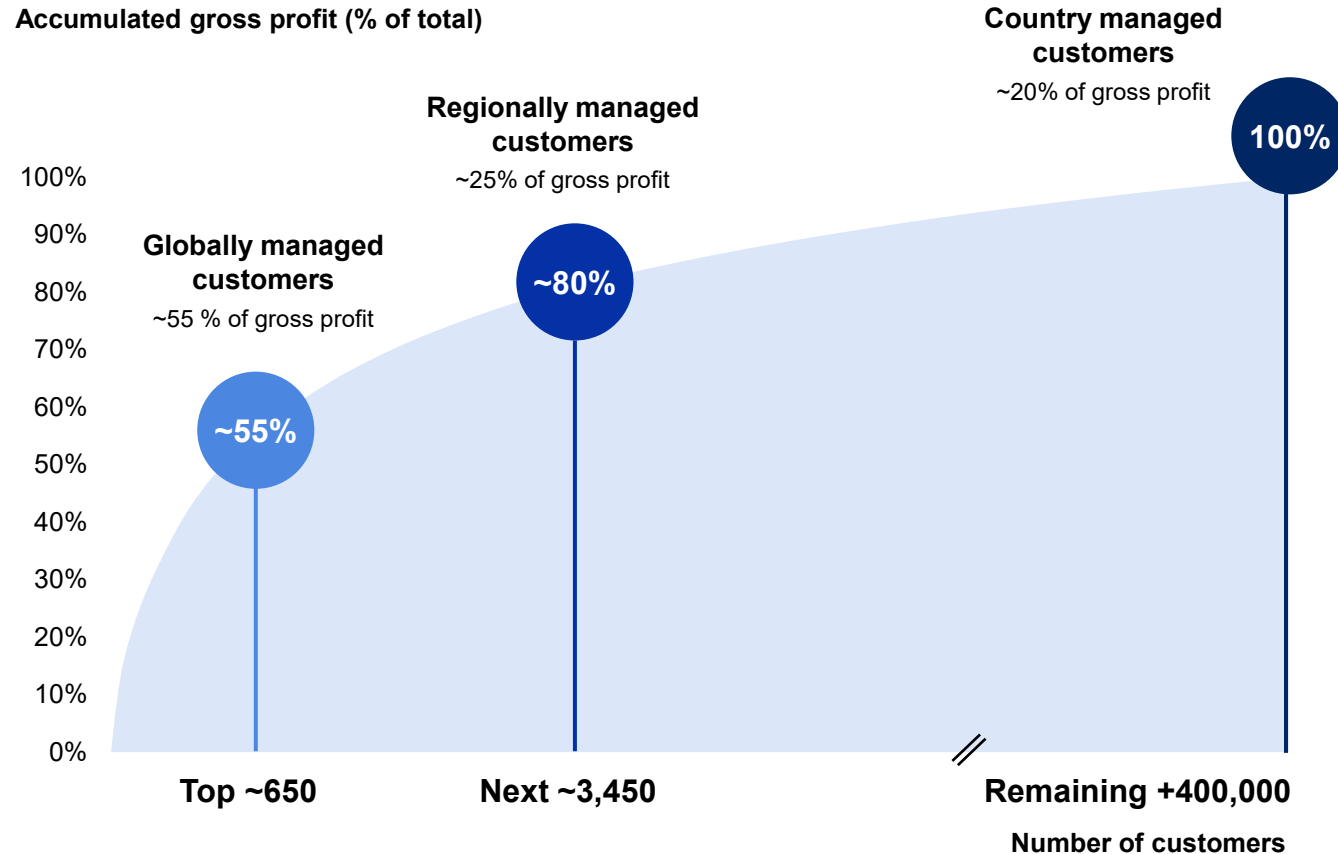 Accumulated gross profit (% of total)
Country managed
customers
~20% of gross profit
100%
Regionally managed
customers
~25% of gross profit
~80%
Globally managed
customers
~55 % of gross profit
~55%
100%
90%
80%
70%
60%
50%
40%
30%
20%
10%
0%
Top ~650
Next ~3,450
Remaining +400,000
Number of customers